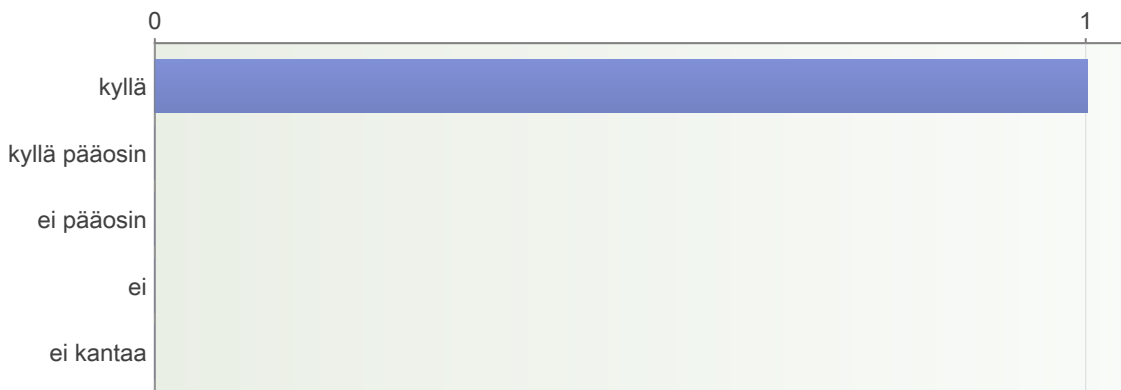 0 1
kyllä
kyllä pääosin
ei pääosin
ei
ei kantaa